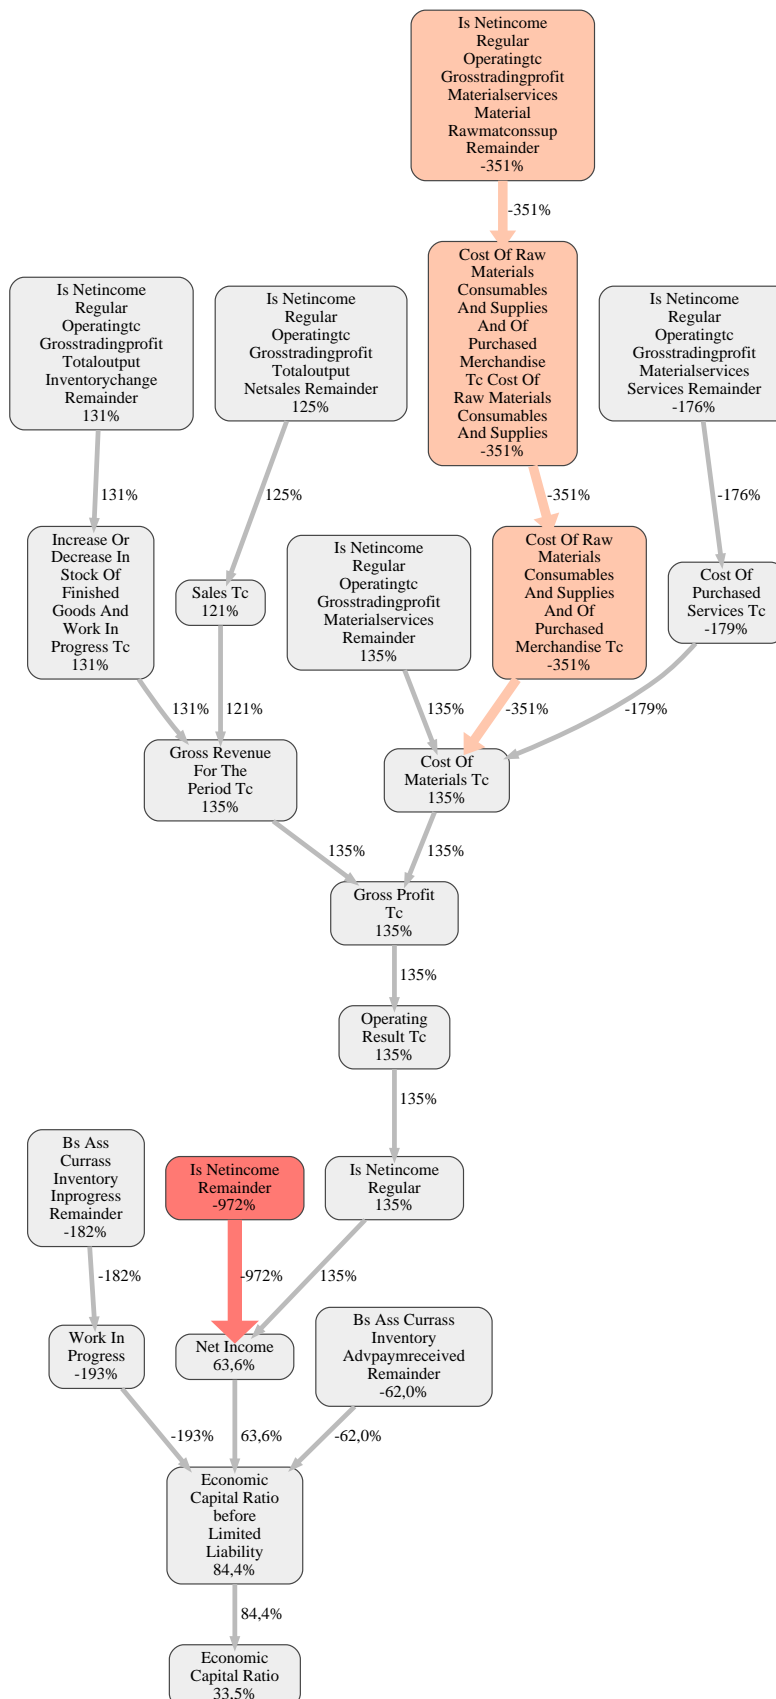 Is Netincome
Regular
Operatingtc
Grosstradingprofit
Materialservices
Material
Rawmatconssup
Remainder
-351%
-351%
Is Netincome
Regular
Operatingtc
Grosstradingprofit
Totaloutput
Inventorychange
Remainder
131%
Is Netincome
Regular
Operatingtc
Grosstradingprofit
Totaloutput
Netsales Remainder
125%
Cost Of Raw
Materials
Consumables
And Supplies
And Of
Purchased
Merchandise
Tc Cost Of
Raw Materials
Consumables
And Supplies
-351%
Is Netincome
Regular
Operatingtc
Grosstradingprofit
Materialservices
Services Remainder
-176%
131%
125%
-351%
-176%
Increase Or
Decrease In
Stock Of
Finished
Goods And
Work In
Progress Tc
131%
Sales Tc
121%
Is Netincome
Regular
Operatingtc
Grosstradingprofit
Materialservices
Remainder
135%
Cost Of Raw
Materials
Consumables
And Supplies
And Of
Purchased
Merchandise Tc
-351%
Cost Of
Purchased
Services Tc
-179%
131%
121%
135%
-351%
-179%
Gross Revenue
For The
Period Tc
135%
Cost Of
Materials Tc
135%
135%
135%
Gross Profit
Tc
135%
135%
Operating
Result Tc
135%
135%
Bs Ass
Currass
Inventory
Inprogress
Remainder
-182%
Is Netincome
Remainder
-972%
Is Netincome
Regular
135%
-182%
-972%
135%
Work In
Progress
-193%
Net Income
63,6%
Bs Ass Currass
Inventory
Advpaymreceived
Remainder
-62,0%
-193%
63,6%
-62,0%
Economic
Capital Ratio
before
Limited
Liability
84,4%
84,4%
Economic
Capital Ratio
33,5%